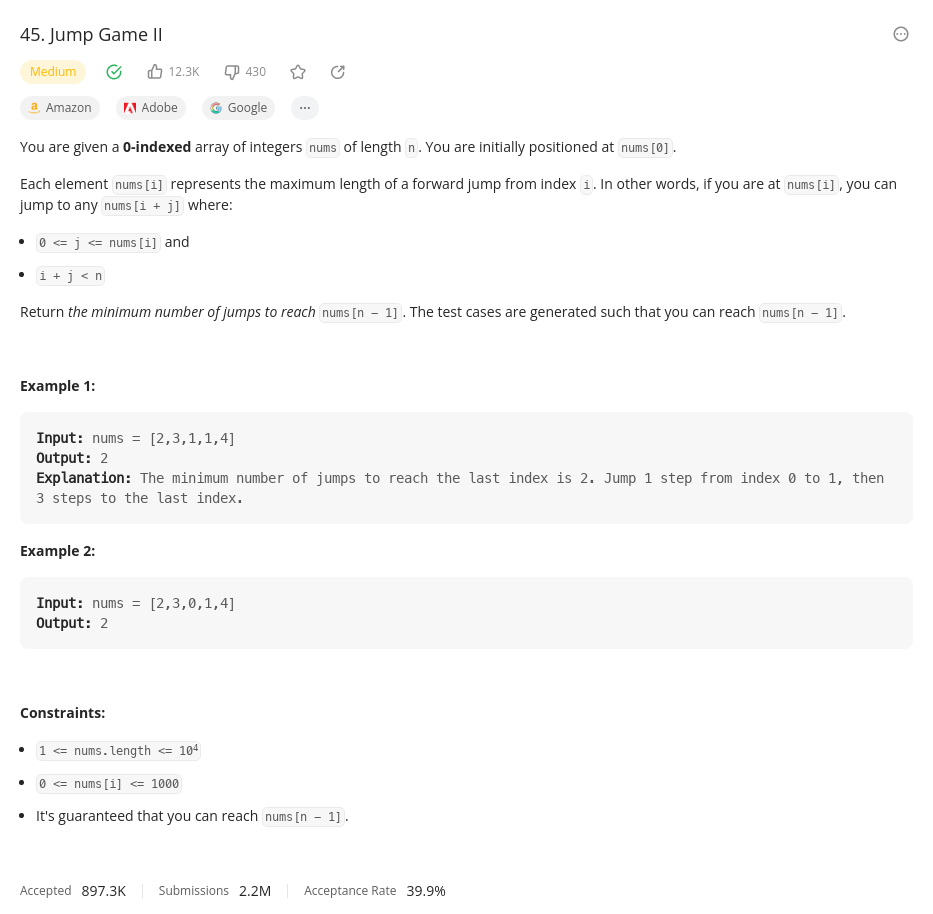 45. Jump Game II
Medium
12.3K
430
Amazon
Adobe
Google
...
You are given a 0-indexed array of integers nums of length n. You are initially positioned at nums[0].
Each element nums[i] represents the maximum length of a forward jump from index i. In other words, if you are at nums[i], you can
jump to any nums[i + j] where:
• 0 <= j <= nums[i] and
• i + j < n
Return the minimum number of jumps to reach nums[n − 1]. The test cases are generated such that you can reach nums[n − 1].
Example 1:
Input: nums = [2,3,1,1,4]
Output: 2
Explanation: The minimum number of jumps to reach the last index is 2. Jump 1 step from index 0 to 1, then
3 steps to the last index.
Example 2:
Input: nums = [2,3,0,1,4]
Output: 2
Constraints:
• 1 <= nums.length <= 10⁴
• 0 <= nums[i] <= 1000
• It's guaranteed that you can reach nums[n − 1].
Accepted 897.3K Submissions 2.2M Acceptance Rate 39.9%